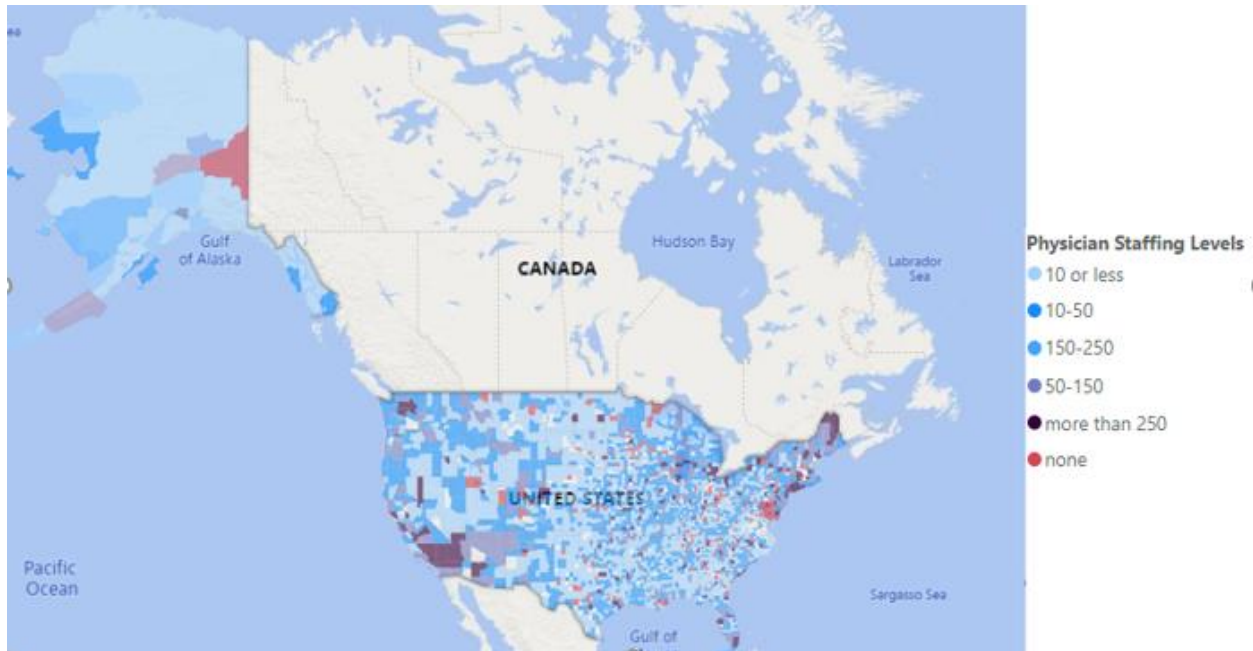 ea
Gulf
of Alaska
Hudson Bay
CANADA
Labrador
Sea
UNITED STATES
Pacific
Ocean
Sargasso Sea
Gulf of
Physician Staffing Levels
10 or less
10-50
150-250
50-150
more than 250
none